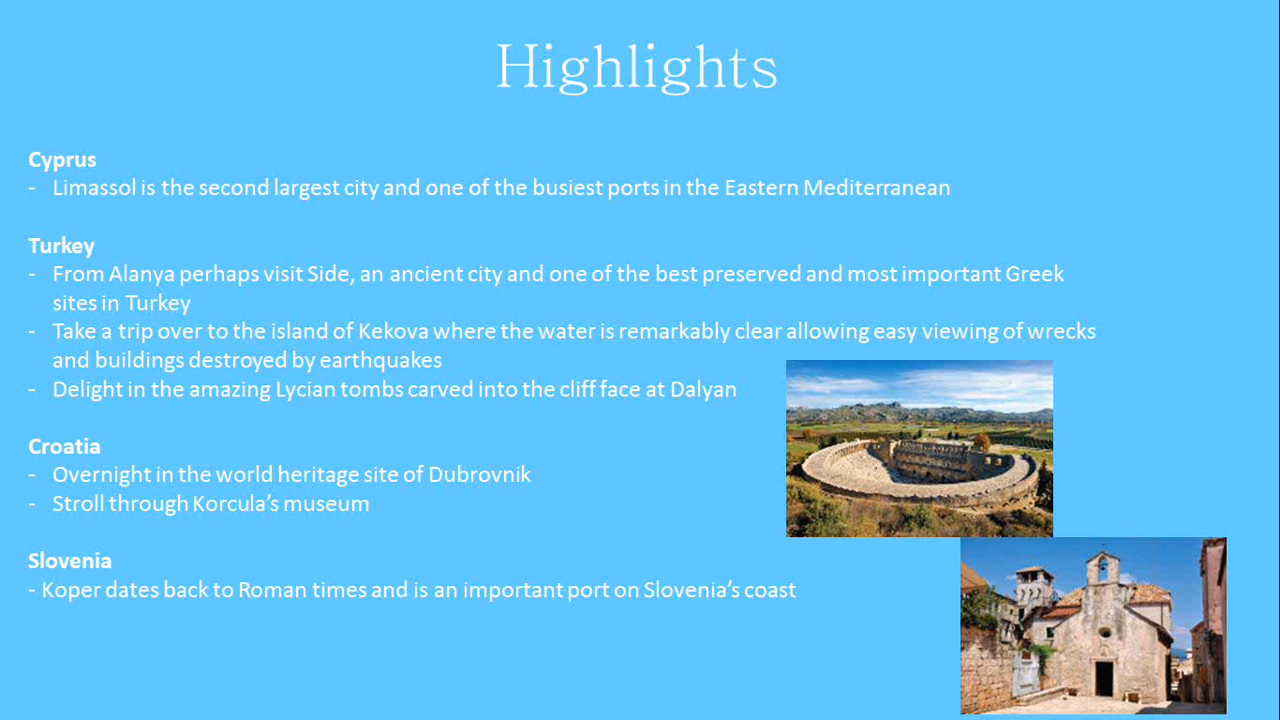 Highlights
Cyprus
- Limassol is the second largest city and one of the busiest ports in the Eastern Mediterranean
Turkey
- From Alanya perhaps visit Side, an ancient city and one of the best preserved and most important Greek
sites in Turkey
- Take a trip over to the island of Kekova where the water is remarkably clear allowing easy viewing of wrecks
and buildings destroyed by earthquakes
- Delight in the amazing Lycian tombs carved into the cliff face at Dalyan
Croatia
- Overnight in the world heritage site of Dubrovnik
- Stroll through Korcula’s museum
Slovenia
- Koper dates back to Roman times and is an important port on Slovenia’s coast